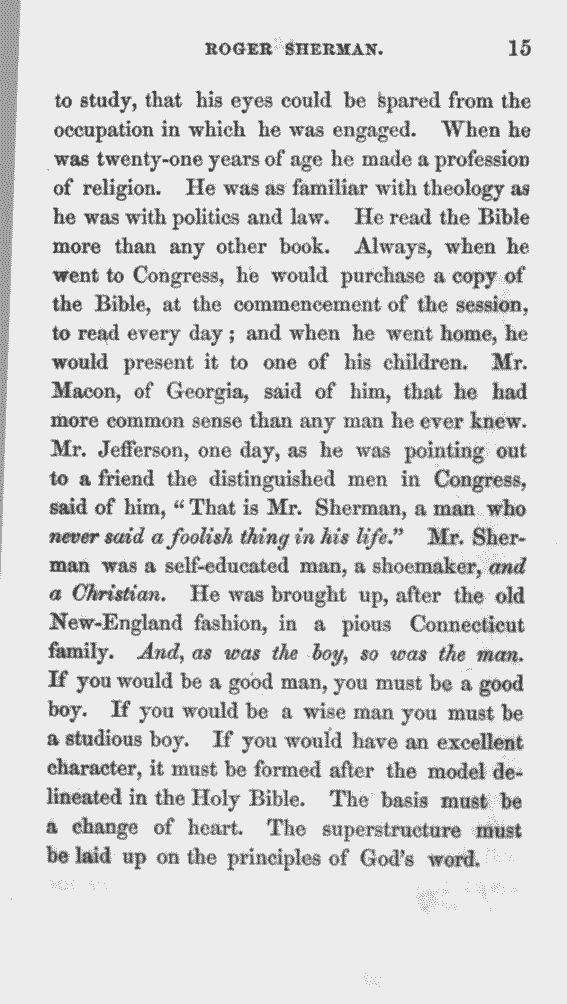 ROGER SHERMAN. 15
to study, that his eyes could be spared from the
occupation in which he was engaged. When he
was twenty-one years of age he made a profession
of religion. He was as familiar with theology as
he was with politics and law. He read the Bible
more than any other book. Always, when he
went to Congress, he would purchase a copy of
the Bible, at the commencement of the session,
to read every day; and when he went home, he
would present it to one of his children. Mr.
Macon, of Georgia, said of him, that he had
more common sense than any man he ever knew.
Mr. Jefferson, one day, as he was pointing out
to a friend the distinguished men in Congress,
said of him, "That is Mr. Sherman, a man who
never said a foolish thing in his life." Mr. Sher-
man was a self-educated man, a shoemaker, and
a Christian. He was brought up, after the old
New-England fashion, in a pious Connecticut
family. And, as was the boy, so was the man.
If you would be a good man, you must be a good
boy. If you would be a wise man you must be
a studious boy. If you would have an excellent
character, it must be formed after the model de-
lineated in the Holy Bible. The basis must be
a change of heart. The superstructure must
be laid up on the principles of God's word.